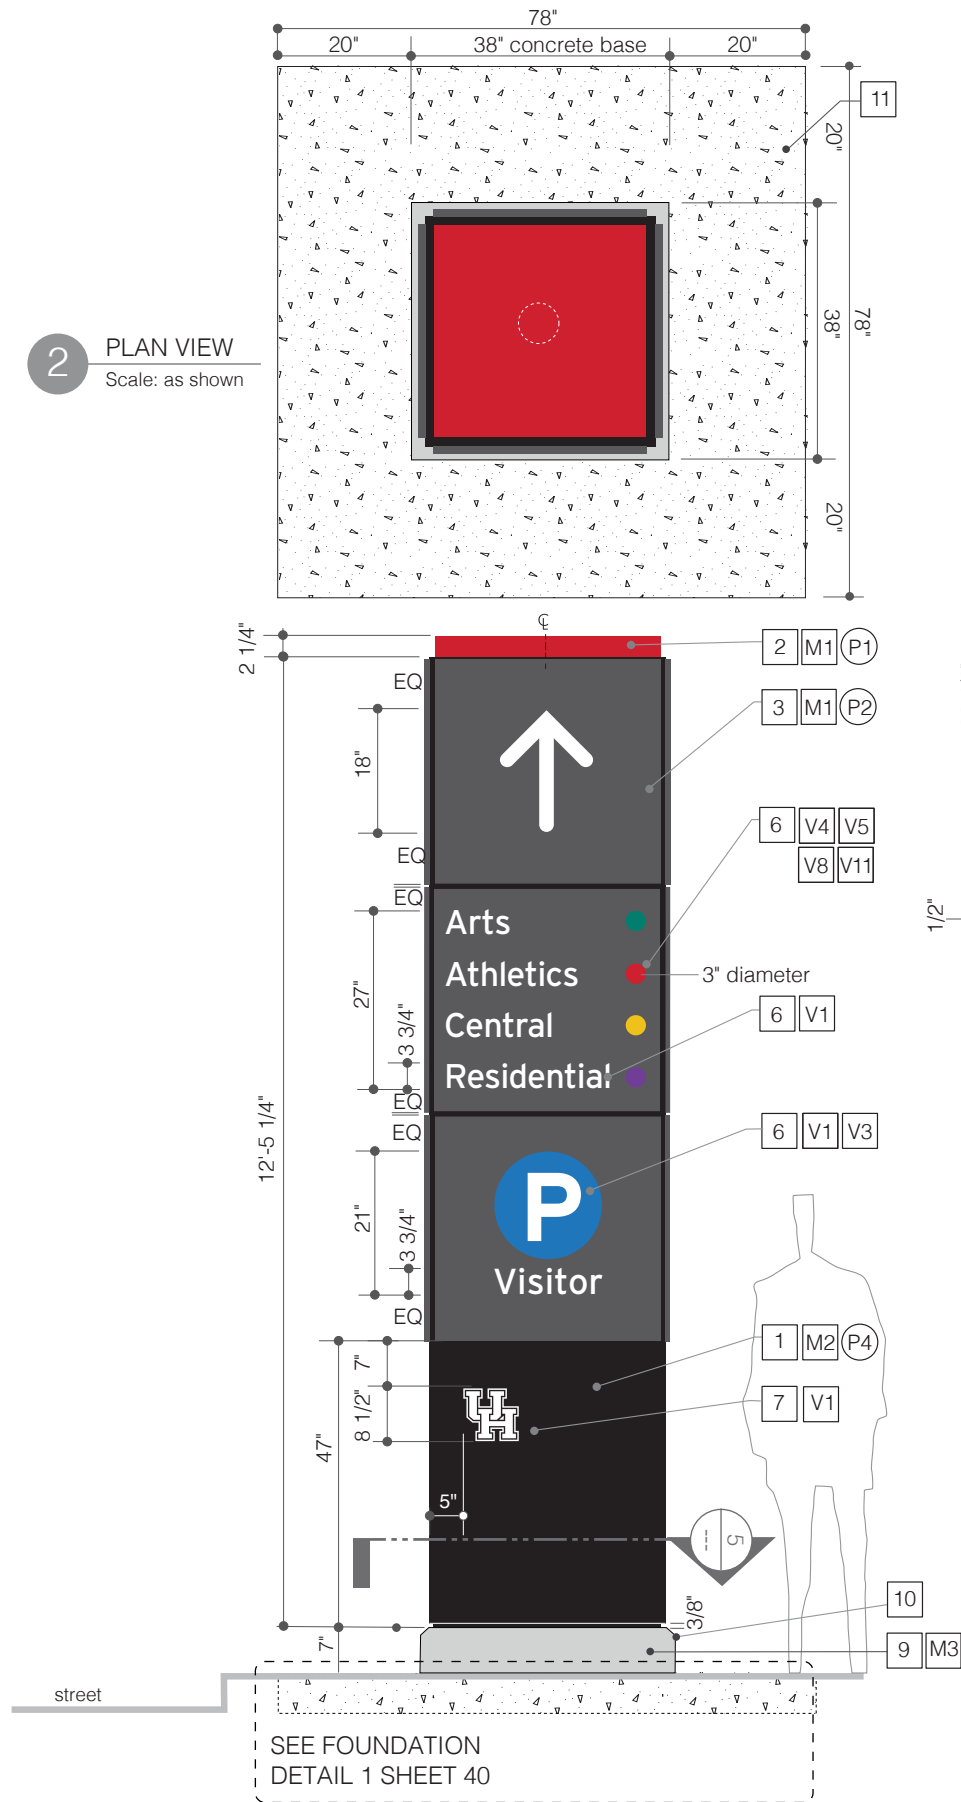 78"
20" 38" concrete base 20"
11
20"
38" 78"
20"
2 PLAN VIEW
Scale: as shown
CL
2 1/4"
2 M1 P1
EQ
3 M1 P2
18"
EQ
6 V4 V5
V8 V11
EQ
Arts
1/2"
Athletics
3" diameter
27"
Central
6 V1
3 3/4"
Residential
EQ
12'-5 1/4"
EQ
6 V1 V3
P
21"
3 3/4"
Visitor
EQ
1 M2 P4
7"
7 V1
8 1/2"
UH
47"
5"
5
---
3/8"
10
7"
9 M3
street
SEE FOUNDATION
DETAIL 1 SHEET 40